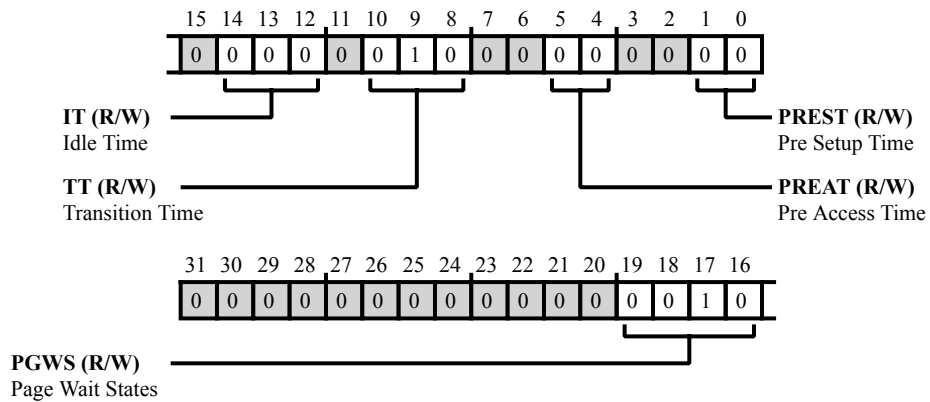 15 14 13 12 11 10 9 8 7 6 5 4 3 2 1 0
0 0 0 0 0 0 1 0 0 0 0 0 0 0 0 0
IT (R/W)
Idle Time
PREST (R/W)
Pre Setup Time
TT (R/W)
Transition Time
PREAT (R/W)
Pre Access Time
31 30 29 28 27 26 25 24 23 22 21 20 19 18 17 16
0 0 0 0 0 0 0 0 0 0 0 0 0 0 1 0
PGWS (R/W)
Page Wait States